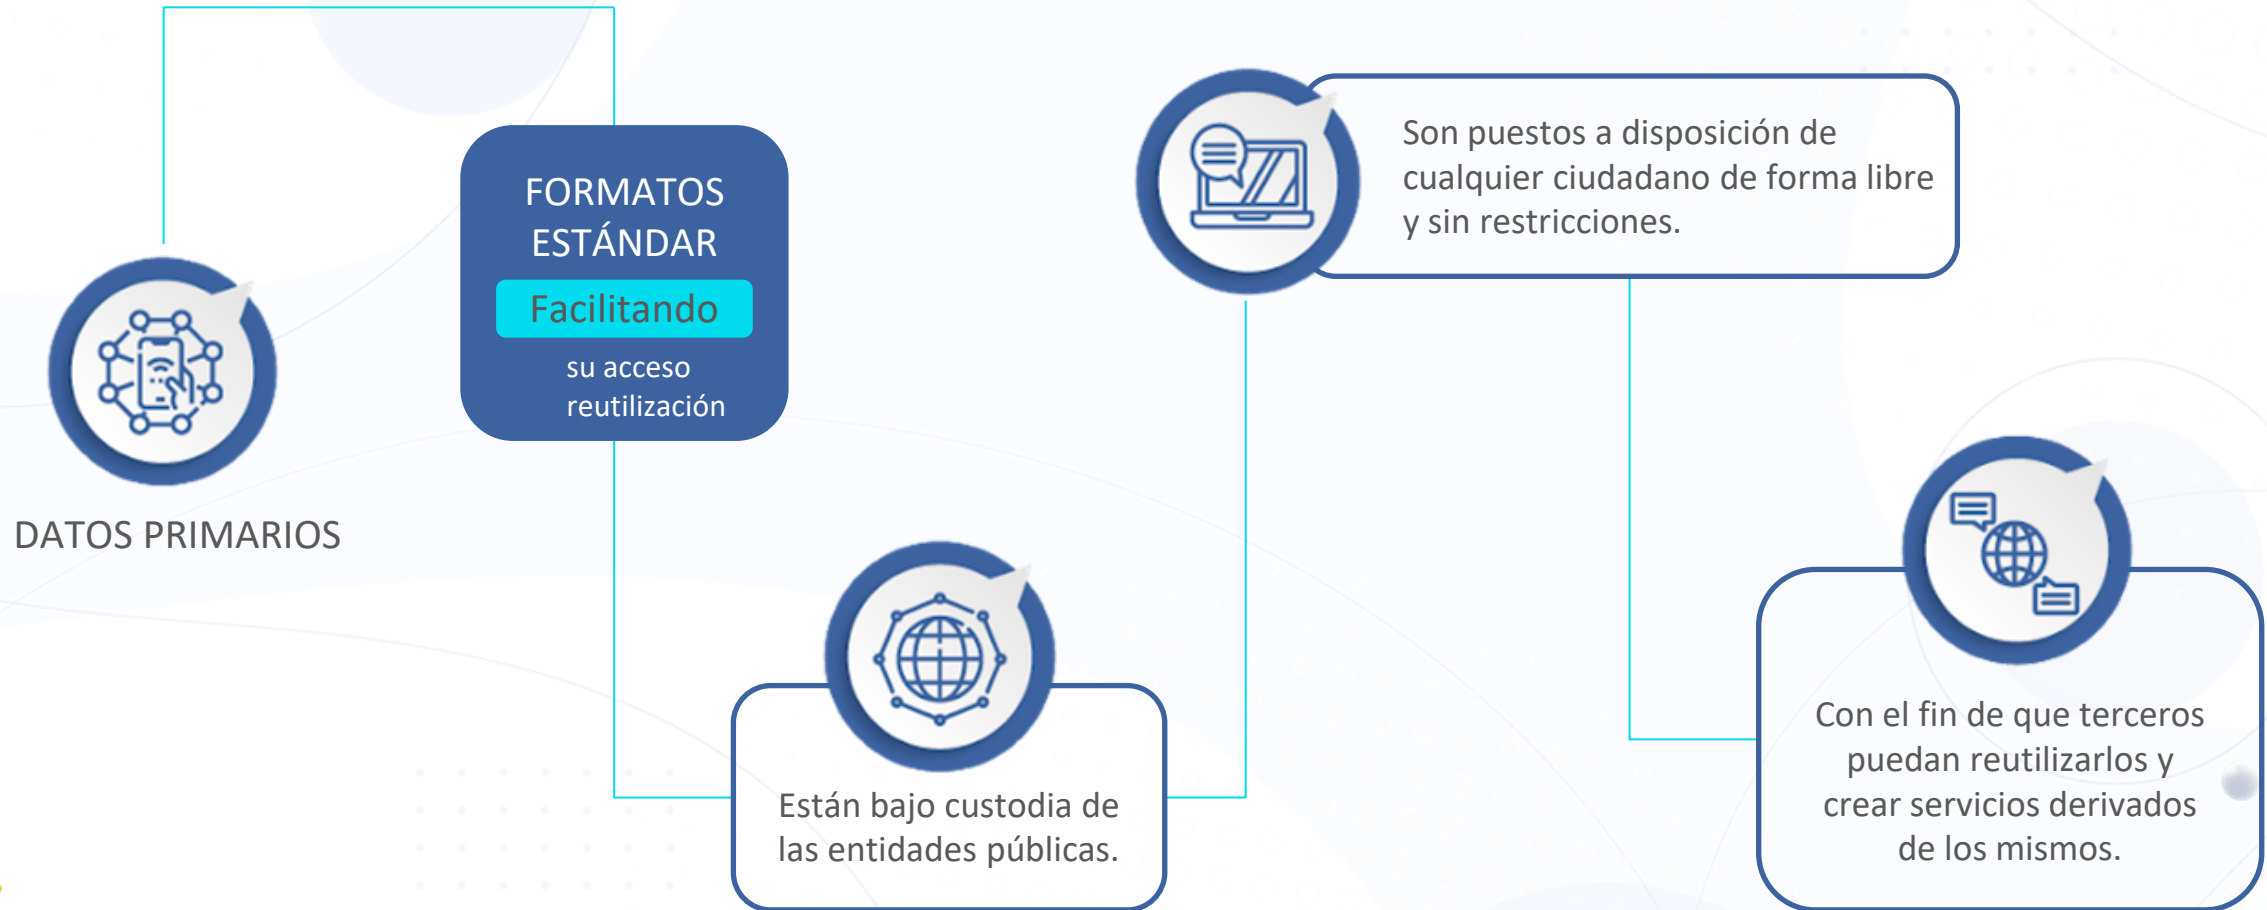 DATOS PRIMARIOS
FORMATOS
ESTÁNDAR
Facilitando
su acceso
reutilización
Están bajo custodia de
las entidades públicas.
Son puestos a disposición de
cualquier ciudadano de forma libre
y sin restricciones.
Con el fin de que terceros
puedan reutilizarlos y
crear servicios derivados
de los mismos.